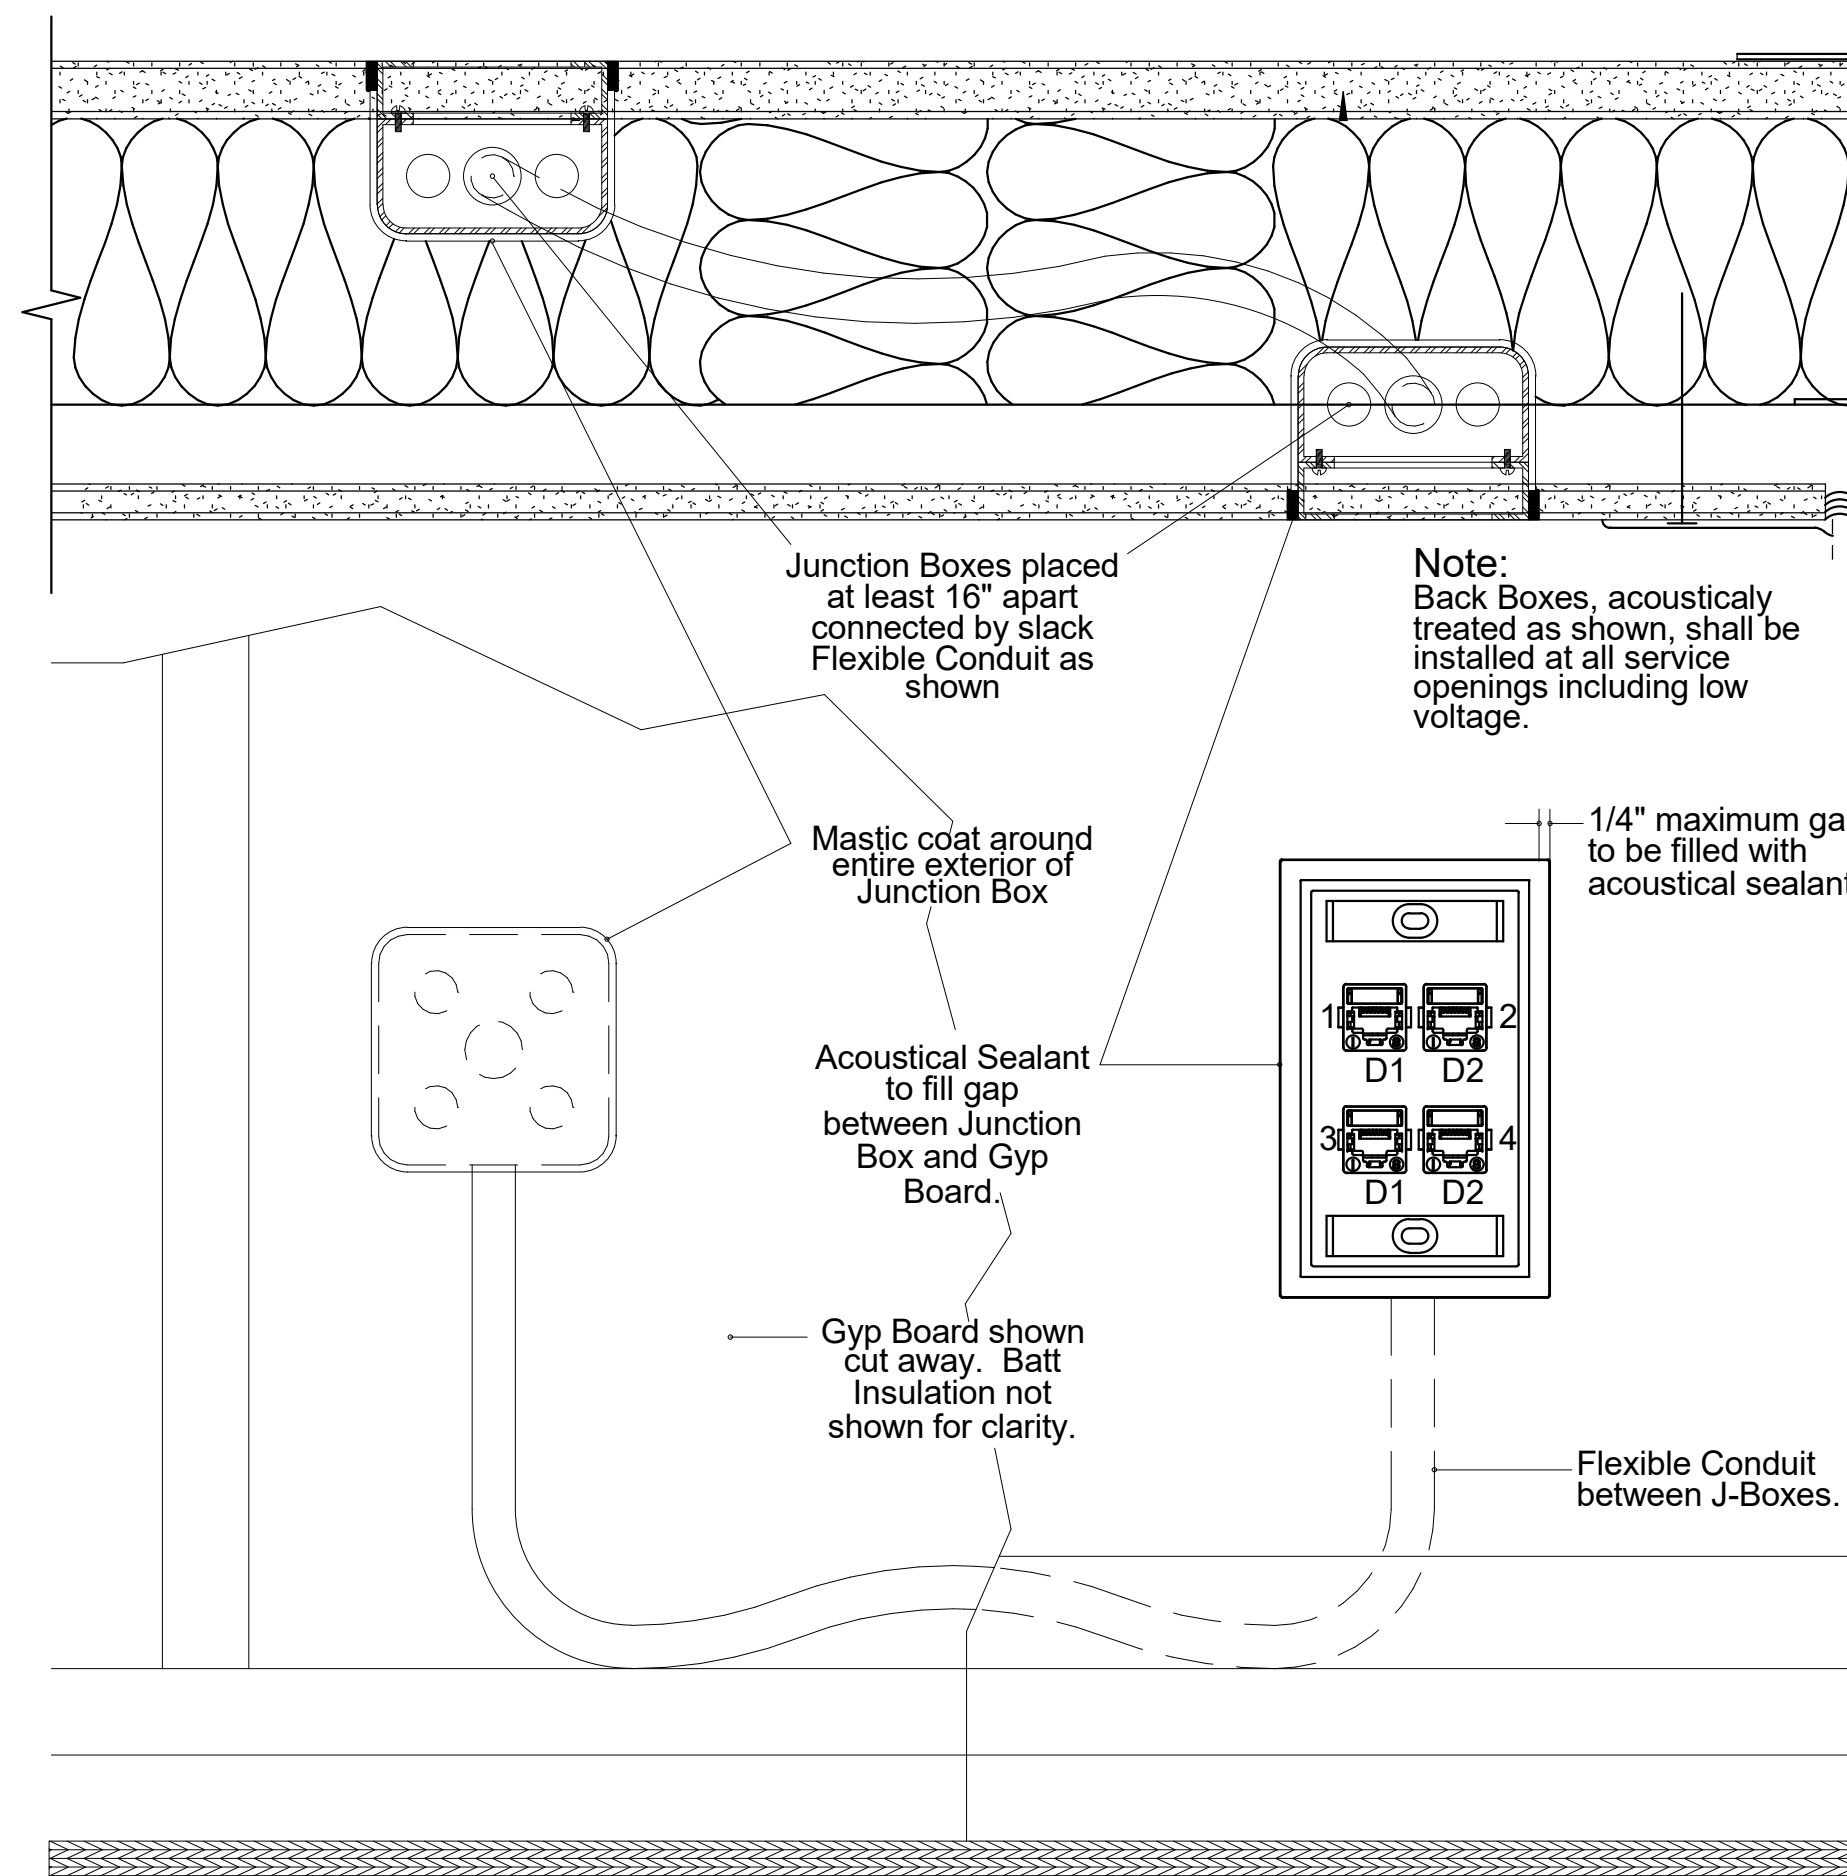 Junction Boxes placed
at least 16" apart
connected by slack
Flexible Conduit as
shown
Note:
Back Boxes, acousticaly
treated as shown, shall be
installed at all service
openings including low
voltage.
Mastic coat around
entire exterior of
Junction Box
1/4" maximum ga
to be filled with
acoustical sealant
Acoustical Sealant
to fill gap
between Junction
Box and Gyp
Board.
1 2
D1 D2
3 4
D1 D2
Gyp Board shown
cut away. Batt
Insulation not
shown for clarity.
Flexible Conduit
between J-Boxes.